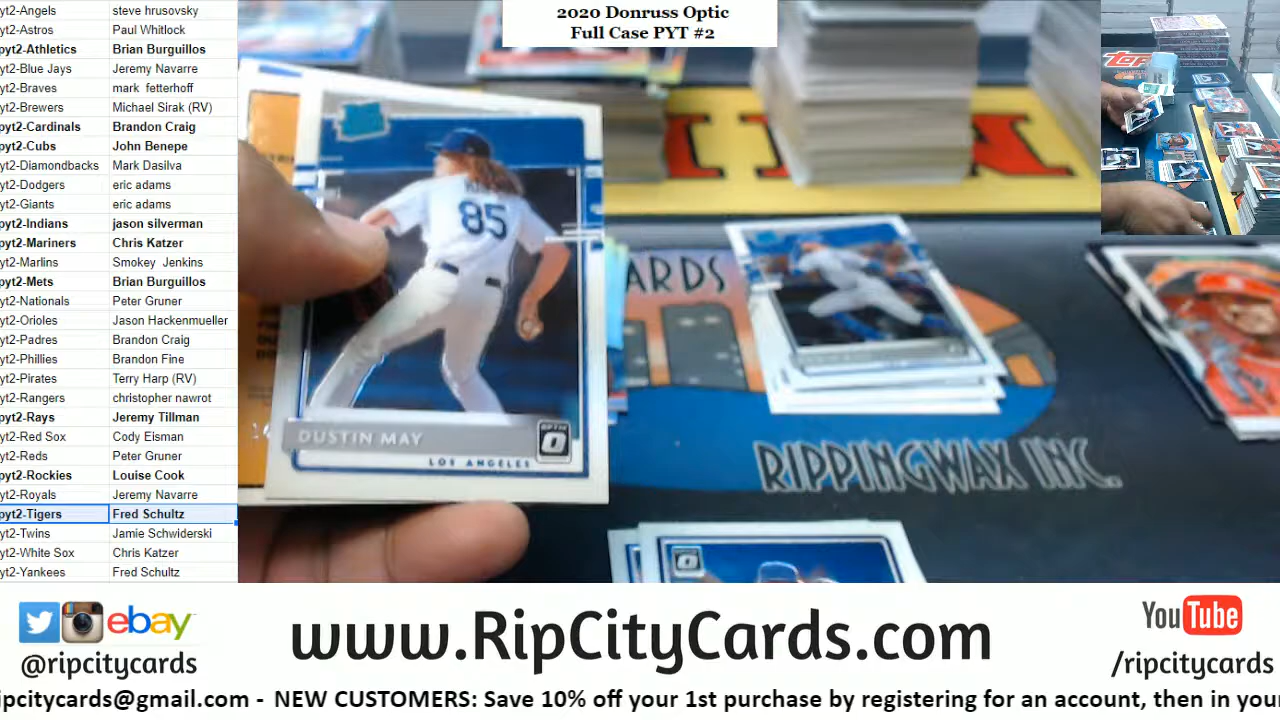 yt2-Angels steve hrusovsky
yt2-Astros Paul Whitlock
pyt2-Athletics Brian Burguillos
yt2-Blue Jays Jeremy Navarre
yt2-Braves mark fetterhoff
yt2-Brewers Michael Sirak (RV)
pyt2-Cardinals Brandon Craig
pyt2-Cubs John Benepe
yt2-Diamondbacks Mark Dasilva
yt2-Dodgers eric adams
yt2-Giants eric adams
pyt2-Indians jason silverman
pyt2-Mariners Chris Katzer
yt2-Marlins Smokey Jenkins
pyt2-Mets Brian Burguillos
yt2-Nationals Peter Gruner
yt2-Orioles Jason Hackenmueller
yt2-Padres Brandon Craig
yt2-Phillies Brandon Fine
yt2-Pirates Terry Harp (RV)
yt2-Rangers christopher nawrot
pyt2-Rays Jeremy Tillman
yt2-Red Sox Cody Elsman
yt2-Reds Peter Gruner
pyt2-Rockies Louise Cook
yt2-Royals Jeremy Navarre
pyt2-Tigers Fred Schultz
yt2-Twins Jamie Schwiderski
yt2-White Sox Chris Katzer
yt2-Yankees Fred Schultz
2020 Donruss Optic
Full Case PYT #2
85
DUSTIN MAY
OPTIC
LOS ANGELES
ARDS
RIPPINGWAX INC.
Topps
ebay
@ripcitycards
www.RipCityCards.com
YouTube
/ripcitycards
ipcitycards@gmail.com - NEW CUSTOMERS: Save 10% off your 1st purchase by registering for an account, then in your